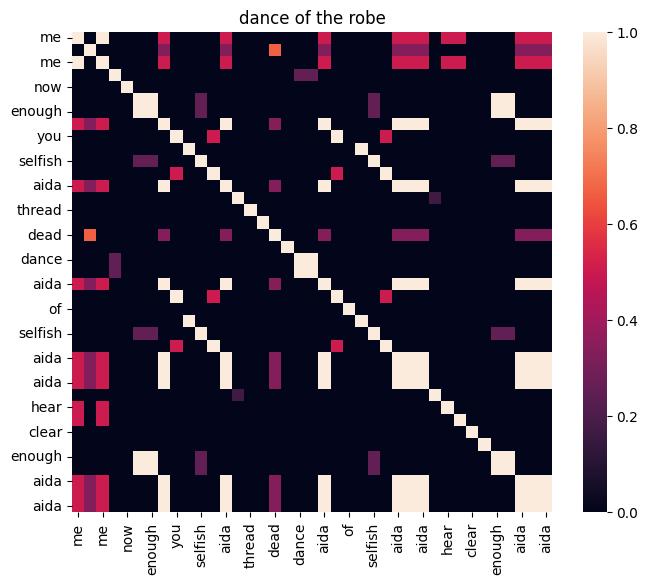 dance of the robe
me
me
now
enough
you
selfish
aida
thread
dead
dance
aida
of
selfish
aida
aida
hear
clear
enough
aida
aida
me
me
now
enough
you
selfish
aida
thread
dead
dance
aida
of
selfish
aida
aida
hear
clear
enough
aida
aida
1.0
0.8
0.6
0.4
0.2
0.0